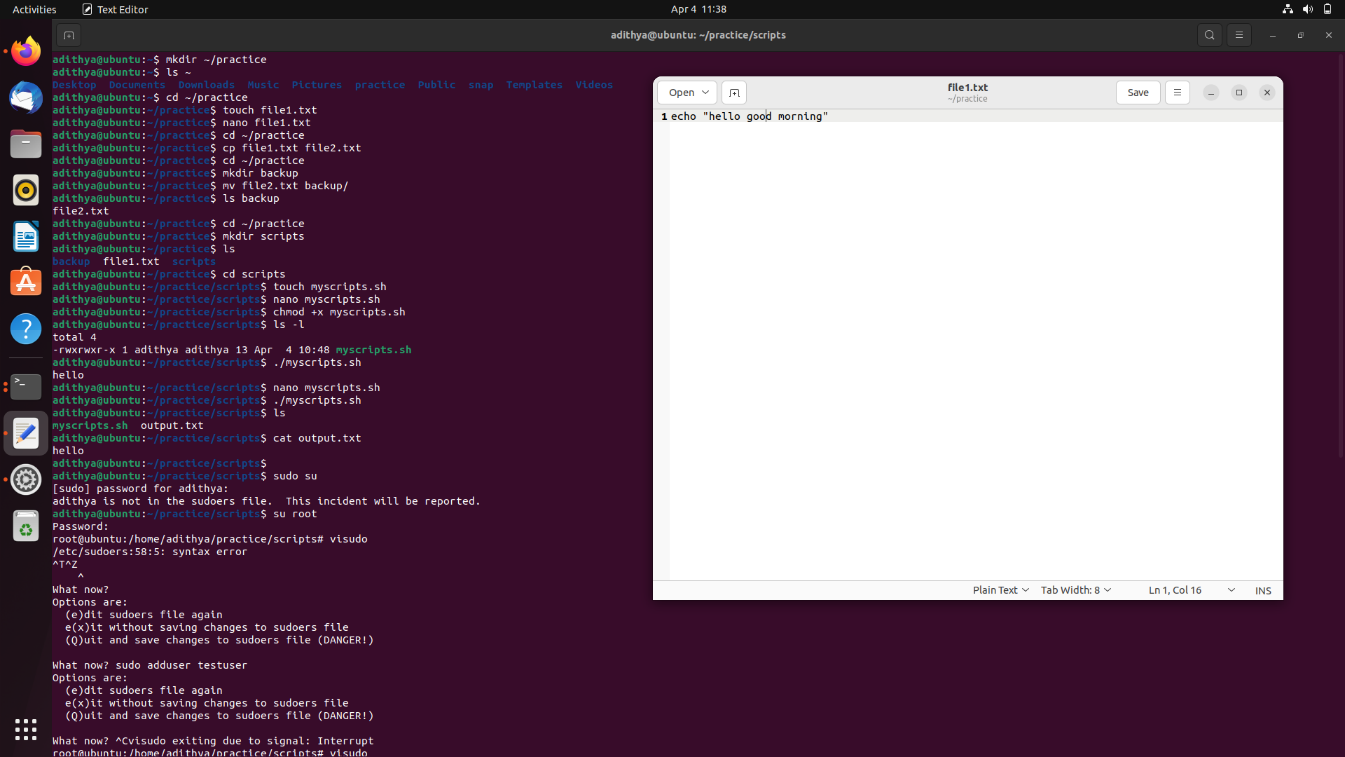 Activities
Text Editor
Apr 4 11:38
adithya@ubuntu: ~/practice/scripts
adithya@ubuntu:~$ mkdir ~/practice
adithya@ubuntu:~$ ls ~
Desktop Documents Downloads Music Pictures practice Public snap Templates Videos
adithya@ubuntu:~$ cd ~/practice
adithya@ubuntu:~/practice$ touch file1.txt
adithya@ubuntu:~/practice$ nano file1.txt
adithya@ubuntu:~/practice$ cd ~/practice
adithya@ubuntu:~/practice$ cp file1.txt file2.txt
adithya@ubuntu:~/practice$ cd ~/practice
adithya@ubuntu:~/practice$ mkdir backup
adithya@ubuntu:~/practice$ mv file2.txt backup/
adithya@ubuntu:~/practice$ ls backup
file2.txt
adithya@ubuntu:~/practice$ cd ~/practice
adithya@ubuntu:~/practice$ mkdir scripts
adithya@ubuntu:~/practice$ ls
backup file1.txt scripts
adithya@ubuntu:~/practice$ cd scripts
adithya@ubuntu:~/practice/scripts$ touch myscripts.sh
adithya@ubuntu:~/practice/scripts$ nano myscripts.sh
adithya@ubuntu:~/practice/scripts$ chmod +x myscripts.sh
adithya@ubuntu:~/practice/scripts$ ls -l
total 4
-rwxrwxr-x 1 adithya adithya 13 Apr  4 10:48 myscripts.sh
adithya@ubuntu:~/practice/scripts$ ./myscripts.sh
hello
adithya@ubuntu:~/practice/scripts$ nano myscripts.sh
adithya@ubuntu:~/practice/scripts$ ./myscripts.sh
adithya@ubuntu:~/practice/scripts$ ls
myscripts.sh output.txt
adithya@ubuntu:~/practice/scripts$ cat output.txt
hello
adithya@ubuntu:~/practice/scripts$
adithya@ubuntu:~/practice/scripts$ sudo su
[sudo] password for adithya:
adithya is not in the sudoers file.  This incident will be reported.
adithya@ubuntu:~/practice/scripts$ su root
Password:
root@ubuntu:/home/adithya/practice/scripts# visudo
/etc/sudoers:58:5: syntax error
^T^Z
^
What now?
Options are:
(e)dit sudoers file again
e(x)it without saving changes to sudoers file
(Q)uit and save changes to sudoers file (DANGER!)
What now? sudo adduser testuser
Options are:
(e)dit sudoers file again
e(x)it without saving changes to sudoers file
(Q)uit and save changes to sudoers file (DANGER!)
What now? ^Cvisudo exiting due to signal: Interrupt
root@ubuntu:/home/adithya/practice/scripts# visudo
Open
file1.txt
~/practice
Save
1 echo "hello good morning"
Plain Text
Tab Width: 8
Ln 1, Col 16
INS